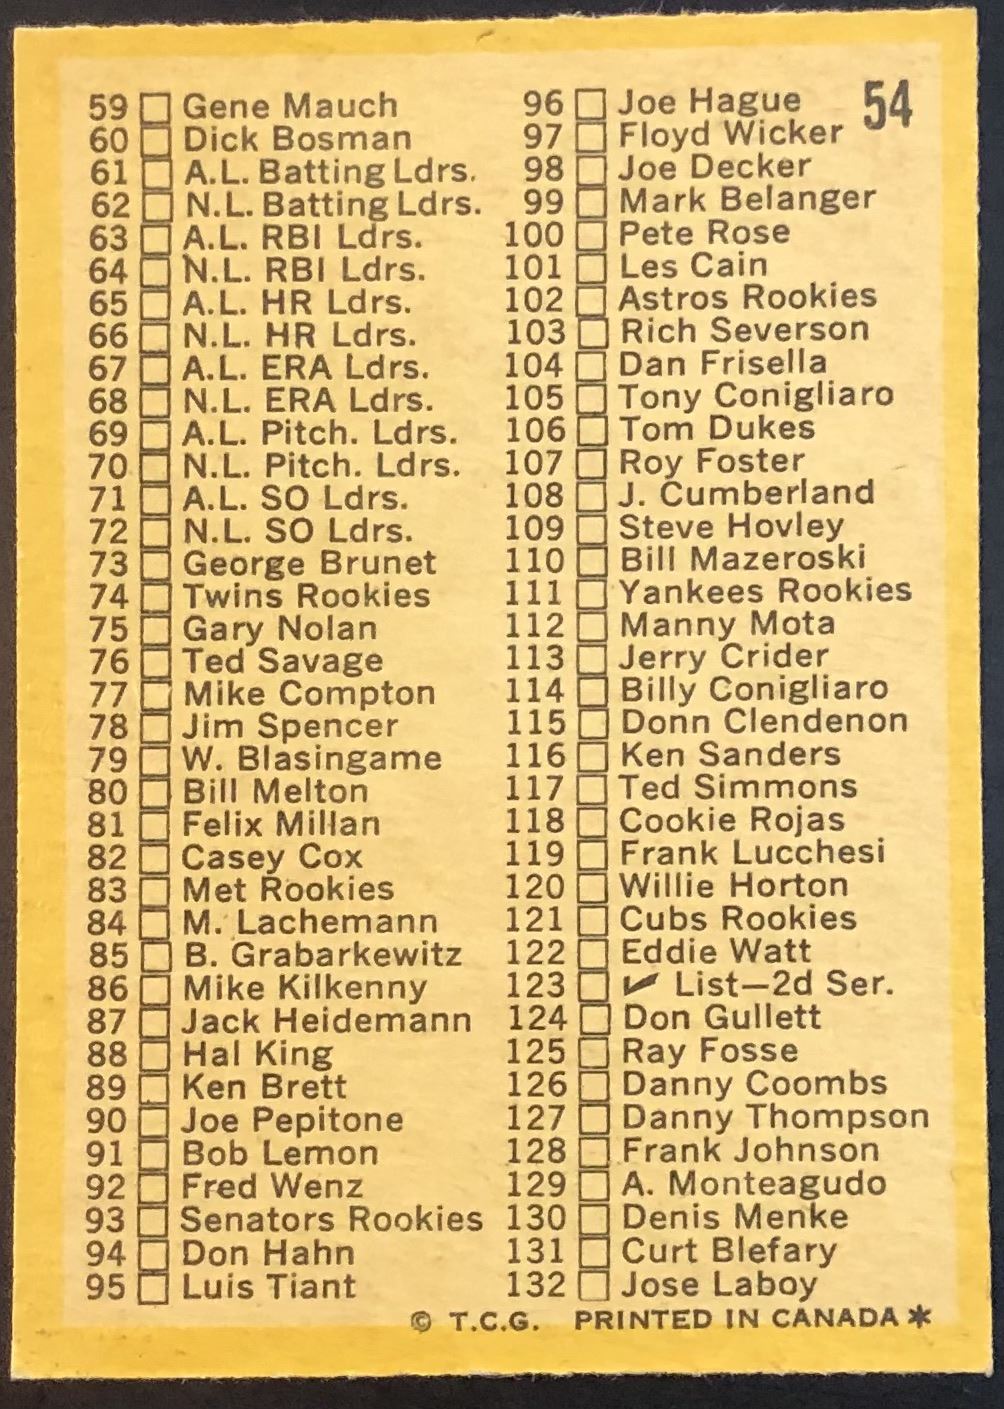 54
59 Gene Mauch
60 Dick Bosman
61 A.L. Batting Ldrs.
62 N.L. Batting Ldrs.
63 A.L. RBI Ldrs.
64 N.L. RBI Ldrs.
65 A.L. HR Ldrs.
66 N.L. HR Ldrs.
67 A.L. ERA Ldrs.
68 N.L. ERA Ldrs.
69 A.L. Pitch. Ldrs.
70 N.L. Pitch. Ldrs.
71 A.L. SO Ldrs.
72 N.L. SO Ldrs.
73 George Brunet
74 Twins Rookies
75 Gary Nolan
76 Ted Savage
77 Mike Compton
78 Jim Spencer
79 W. Blasingame
80 Bill Melton
81 Felix Millan
82 Casey Cox
83 Met Rookies
84 M. Lachemann
85 B. Grabarkewitz
86 Mike Kilkenny
87 Jack Heidemann
88 Hal King
89 Ken Brett
90 Joe Pepitone
91 Bob Lemon
92 Fred Wenz
93 Senators Rookies
94 Don Hahn
95 Luis Tiant
96 Joe Hague
97 Floyd Wicker
98 Joe Decker
99 Mark Belanger
100 Pete Rose
101 Les Cain
102 Astros Rookies
103 Rich Severson
104 Dan Frisella
105 Tony Conigliaro
106 Tom Dukes
107 Roy Foster
108 J. Cumberland
109 Steve Hovley
110 Bill Mazeroski
111 Yankees Rookies
112 Manny Mota
113 Jerry Crider
114 Billy Conigliaro
115 Donn Clendenon
116 Ken Sanders
117 Ted Simmons
118 Cookie Rojas
119 Frank Lucchesi
120 Willie Horton
121 Cubs Rookies
122 Eddie Watt
123 ✔ List—2d Ser.
124 Don Gullett
125 Ray Fosse
126 Danny Coombs
127 Danny Thompson
128 Frank Johnson
129 A. Monteagudo
130 Denis Menke
131 Curt Blefary
132 Jose Laboy
© T.C.G. PRINTED IN CANADA *